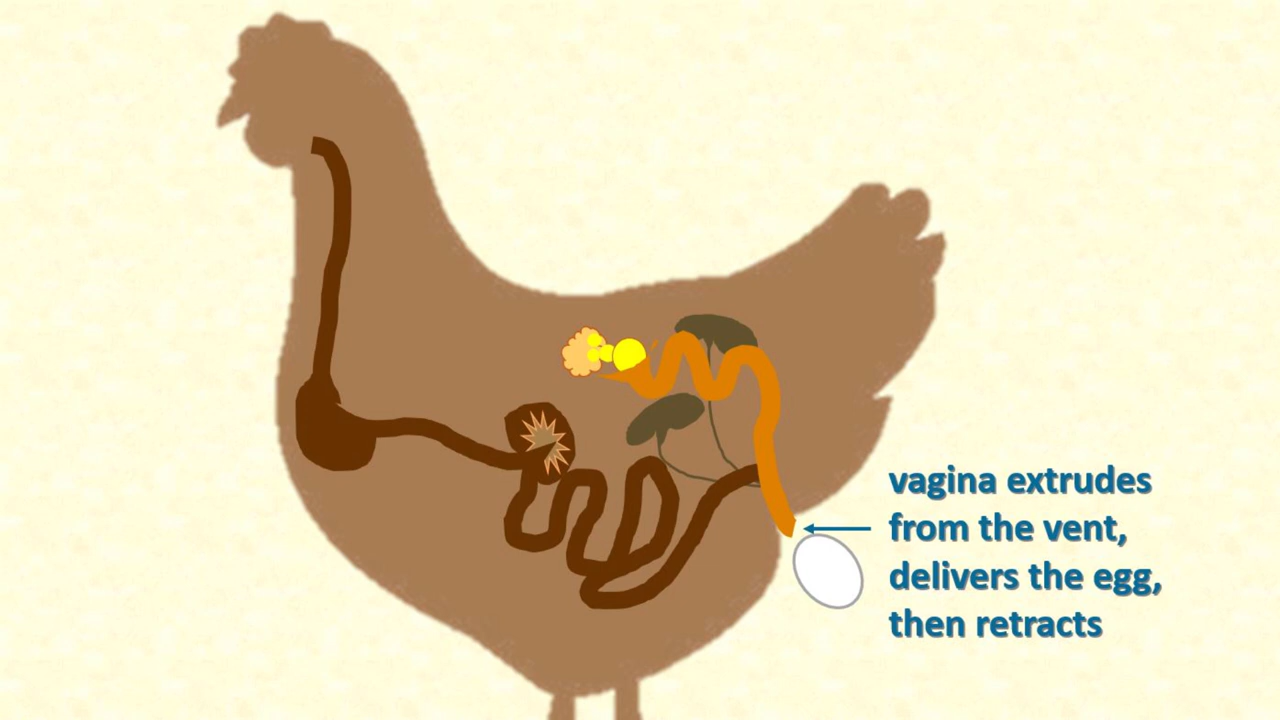 vagina extrudes
from the vent,
delivers the egg,
then retracts